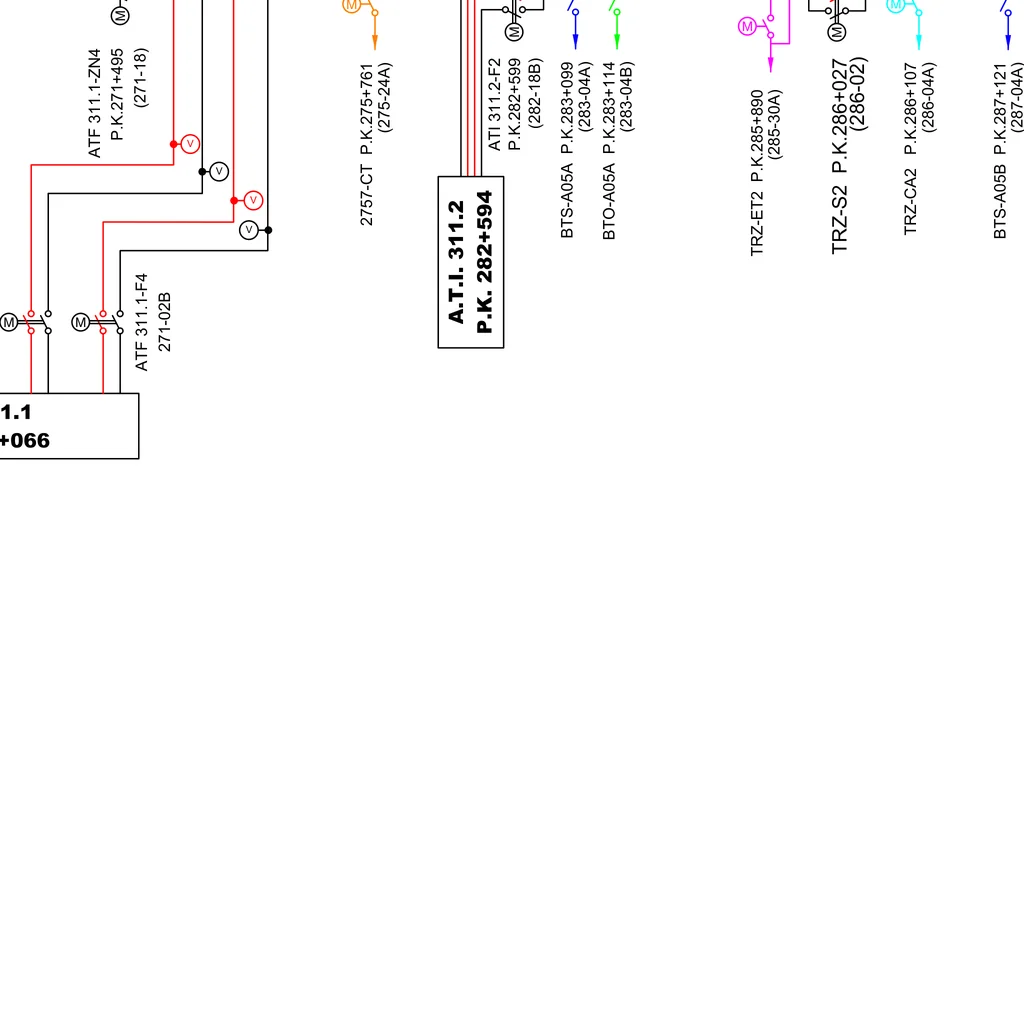 ATF 311.1-ZN4
P.K.271+495
(271-18)
M
V
V
V
V
M
M
ATF 311.1-F4
271-02B
1.1
+066
M
2757-CT P.K.275+761
(275-24A)
A.T.I. 311.2
P.K. 282+594
ATI 311.2-F2
P.K.282+599
(282-18B)
M
BTS-A05A P.K.283+099
(283-04A)
BTO-A05A P.K.283+114
(283-04B)
M
TRZ-ET2 P.K.285+890
(285-30A)
M
TRZ-S2 P.K.286+027
(286-02)
M
TRZ-CA2 P.K.286+107
(286-04A)
BTS-A05B P.K.287+121
(287-04A)